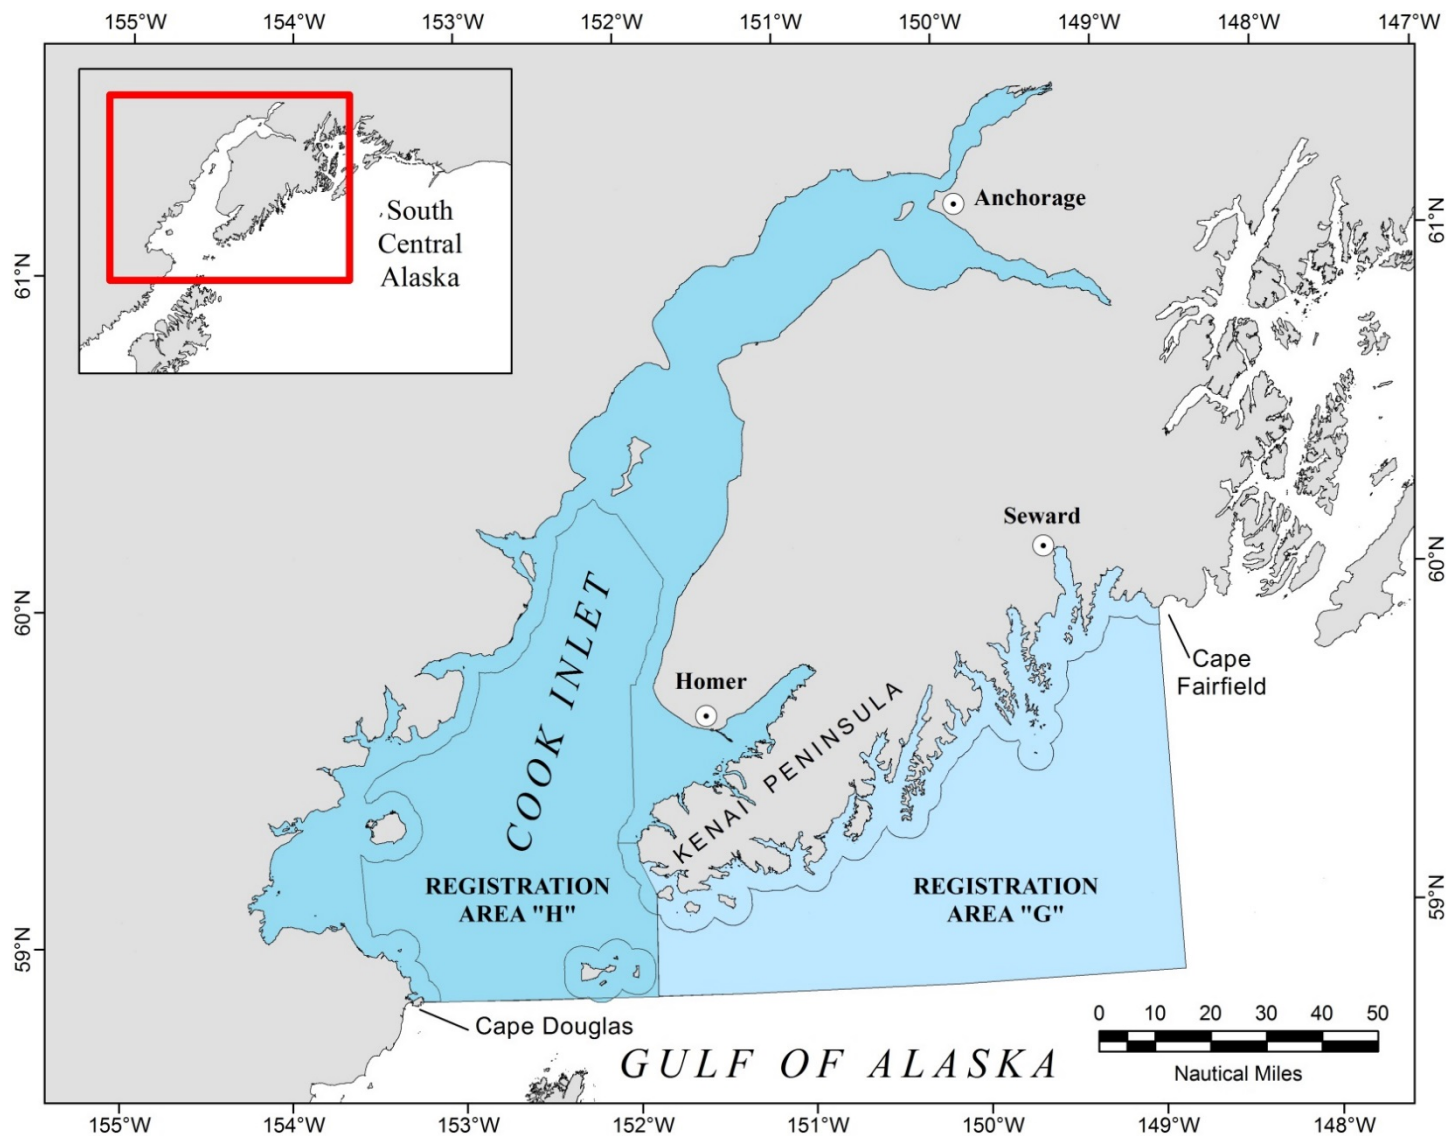 155°W 154°W 153°W 152°W 151°W 150°W 149°W 148°W 147°W
South
Central
Alaska
Anchorage
61°N
61°N
Seward
60°N
60°N
Cape
Fairfield
COOK INLET
Homer
KENAI PENINSULA
REGISTRATION
AREA "H"
REGISTRATION
AREA "G"
59°N
59°N
Cape Douglas
GULF OF ALASKA
0 10 20 30 40 50
Nautical Miles
155°W 154°W 153°W 152°W 151°W 150°W 149°W 148°W